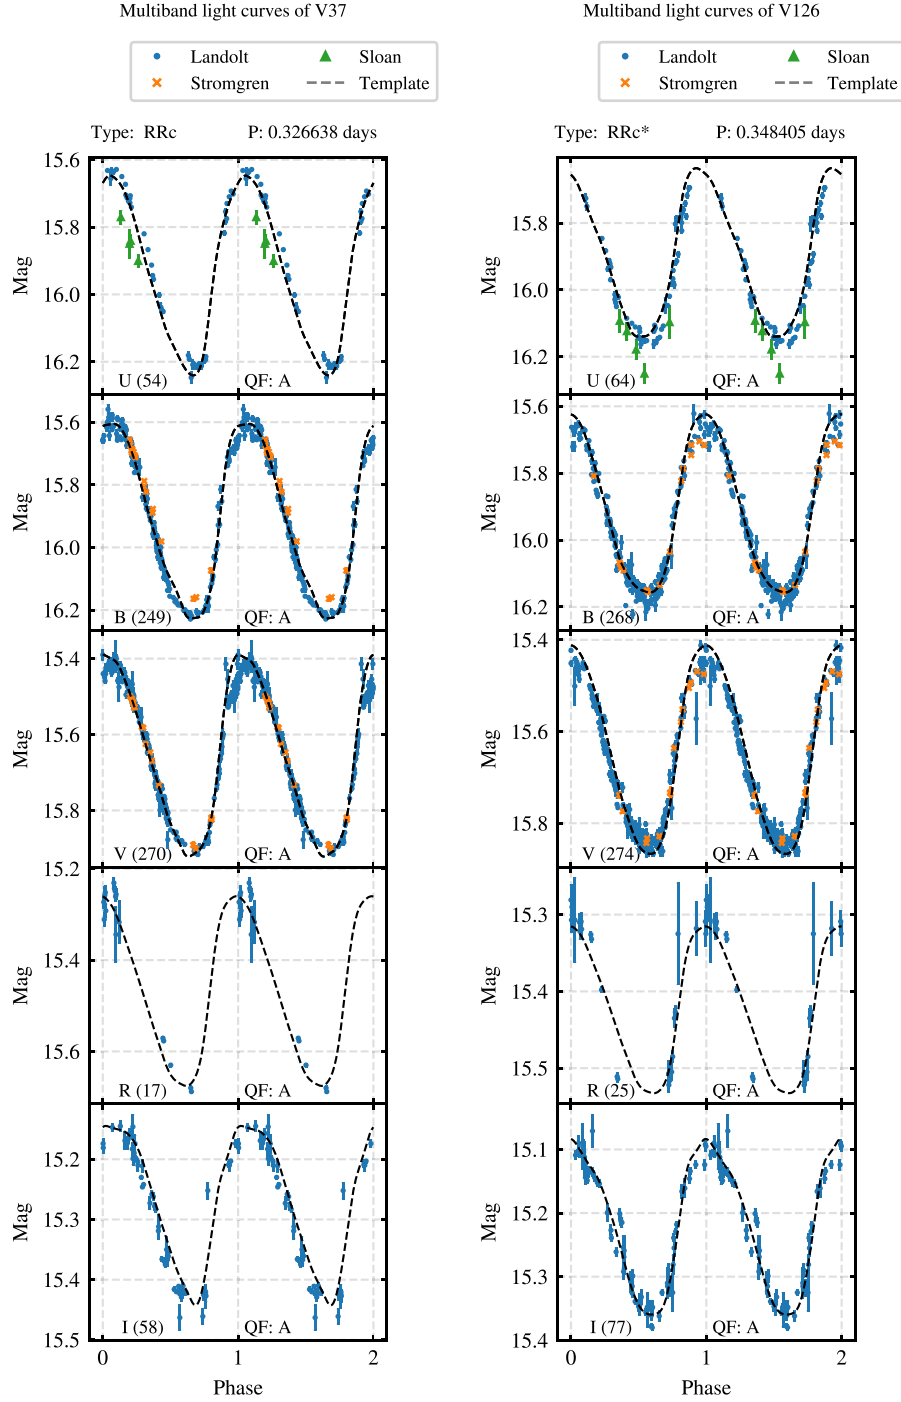 Multiband light curves of V37
Landolt
Stromgren
Sloan
Template
Type: RRc P: 0.326638 days
15.6
15.8
16.0
16.2
Mag
U (54) QF: A
15.6
15.8
16.0
16.2
Mag
B (249) QF: A
15.4
15.6
15.8
Mag
V (270) QF: A
15.2
15.2
15.4
15.6
Mag
R (17) QF: A
15.2
15.3
15.4
15.5
Mag
I (58) QF: A
0 1 2
Phase
Multiband light curves of V126
Landolt
Stromgren
Sloan
Template
Type: RRc* P: 0.348405 days
15.8
16.0
16.2
Mag
U (64) QF: A
15.6
15.8
16.0
16.2
Mag
B (268) QF: A
15.4
15.6
15.8
Mag
V (274) QF: A
15.3
15.4
15.5
Mag
R (25) QF: A
15.1
15.2
15.3
15.4
Mag
I (77) QF: A
0 1 2
Phase